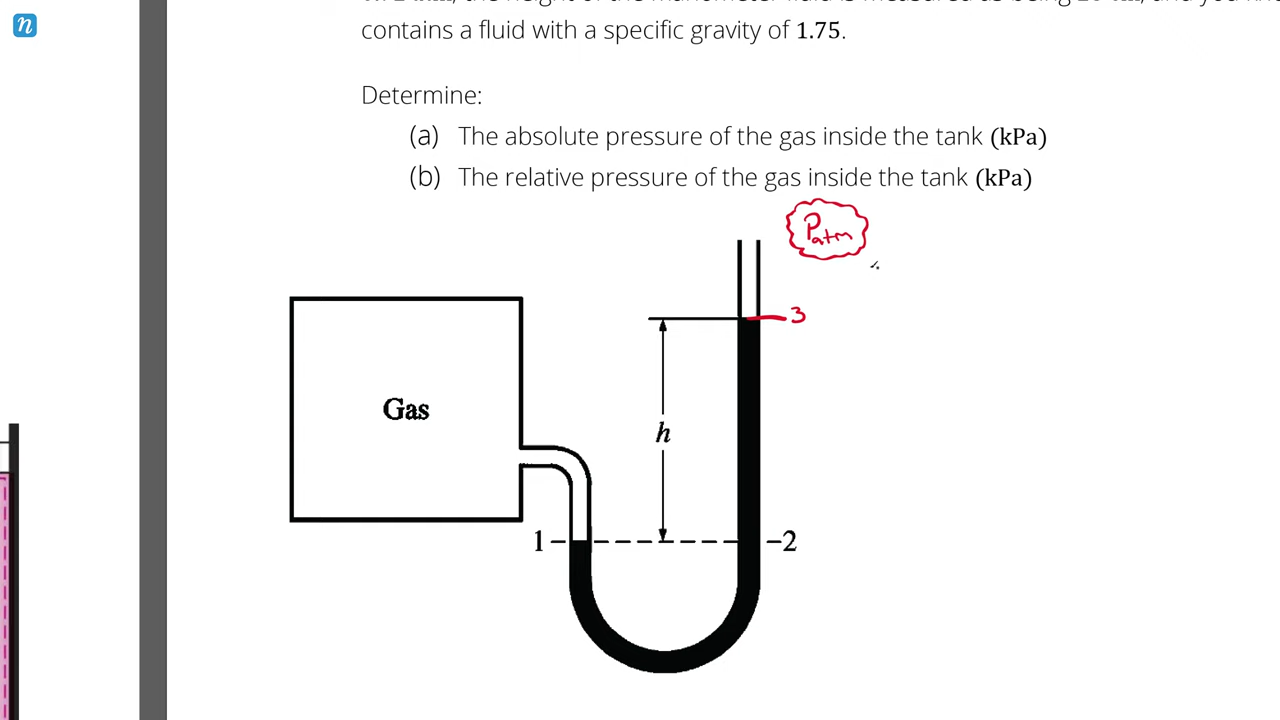 n
contains a fluid with a specific gravity of 1.75.
Determine:
(a) The absolute pressure of the gas inside the tank (kPa)
(b) The relative pressure of the gas inside the tank (kPa)
Patm
3
Gas
h
1
2